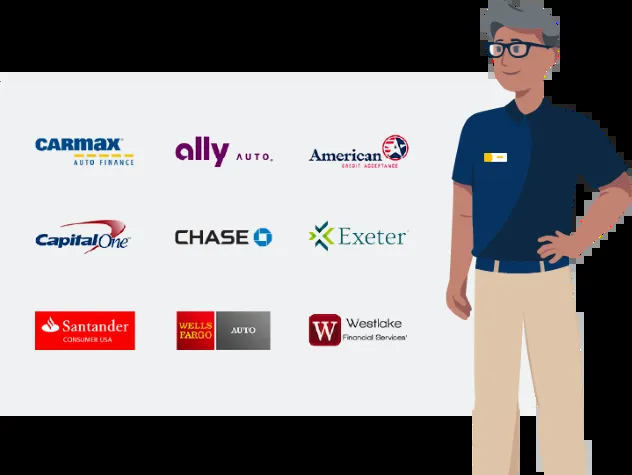 CARMAX
AUTO FINANCE
ally AUTO
American
CREDIT ACCEPTANCE
Capital One
CHASE
Exeter
Santander
CONSUMER USA
WELLS
FARGO
AUTO
W
Westlake
Financial Services